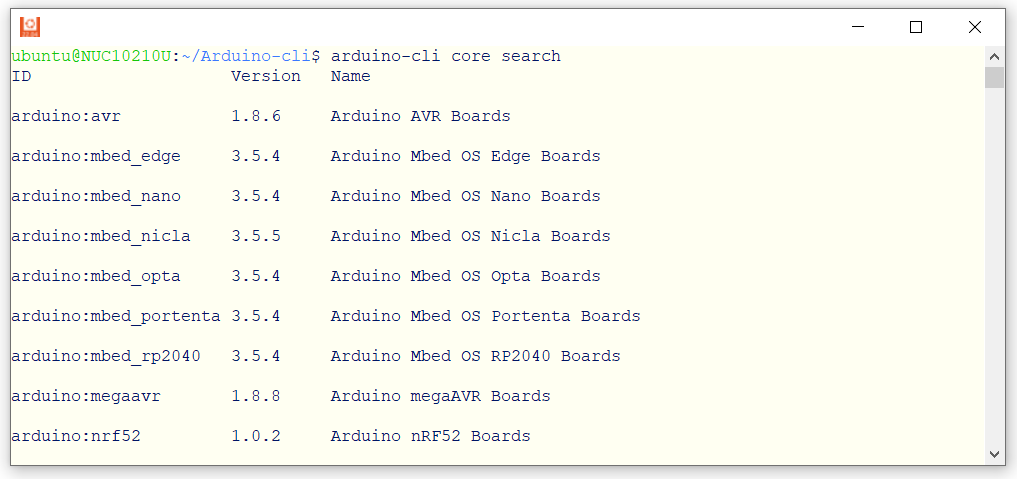 ubuntu@NUC10210U:~/Arduino-cli$ arduino-cli core search
ID                    Version   Name
arduino:avr           1.8.6     Arduino AVR Boards
arduino:mbed_edge     3.5.4     Arduino Mbed OS Edge Boards
arduino:mbed_nano     3.5.4     Arduino Mbed OS Nano Boards
arduino:mbed_nicla    3.5.5     Arduino Mbed OS Nicla Boards
arduino:mbed_opta     3.5.4     Arduino Mbed OS Opta Boards
arduino:mbed_portenta 3.5.4     Arduino Mbed OS Portenta Boards
arduino:mbed_rp2040   3.5.4     Arduino Mbed OS RP2040 Boards
arduino:megaavr       1.8.8     Arduino megaAVR Boards
arduino:nrf52         1.0.2     Arduino nRF52 Boards